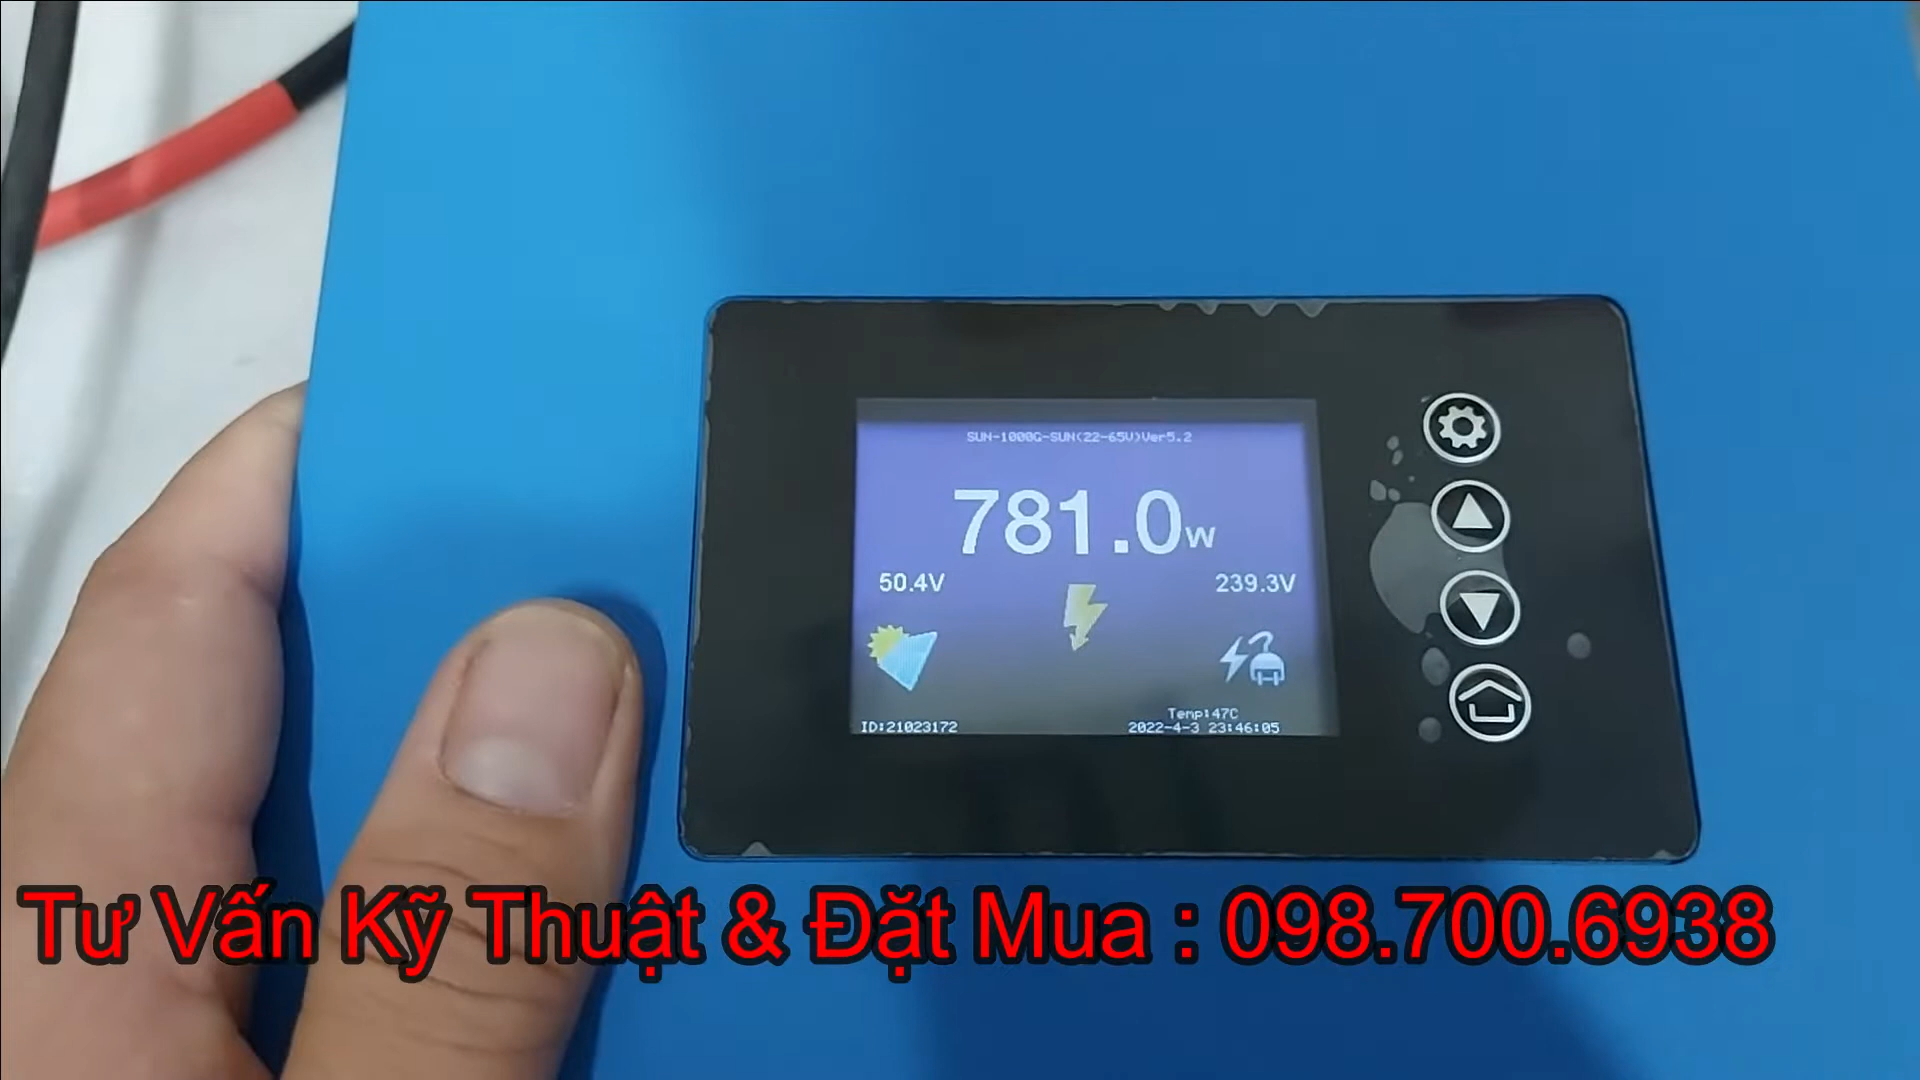 SUN-1000G-SUN(22-65V)Ver5.2
781.0W
50.4V 239.3V
Temp:47C
ID:21023172 2022-4-3 23:46:05
Tư Vấn Kỹ Thuật & Đặt Mua : 098.700.6938